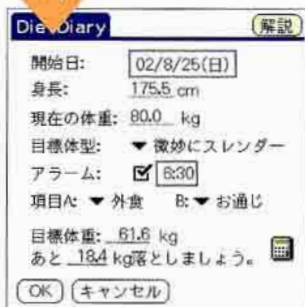 Diet Diary 解説
開始日: 02/8/25(日)
身長: 175.5 cm
現在の体重: 80.0 kg
目標体型: ▼ 微妙にスレンダー
アラーム: ☑ 6:30
項目A: ▼ 外食 B: ▼ お通じ
目標体重: 61.6 kg
あと 18.4 kg落としましょう。
OK キャンセル